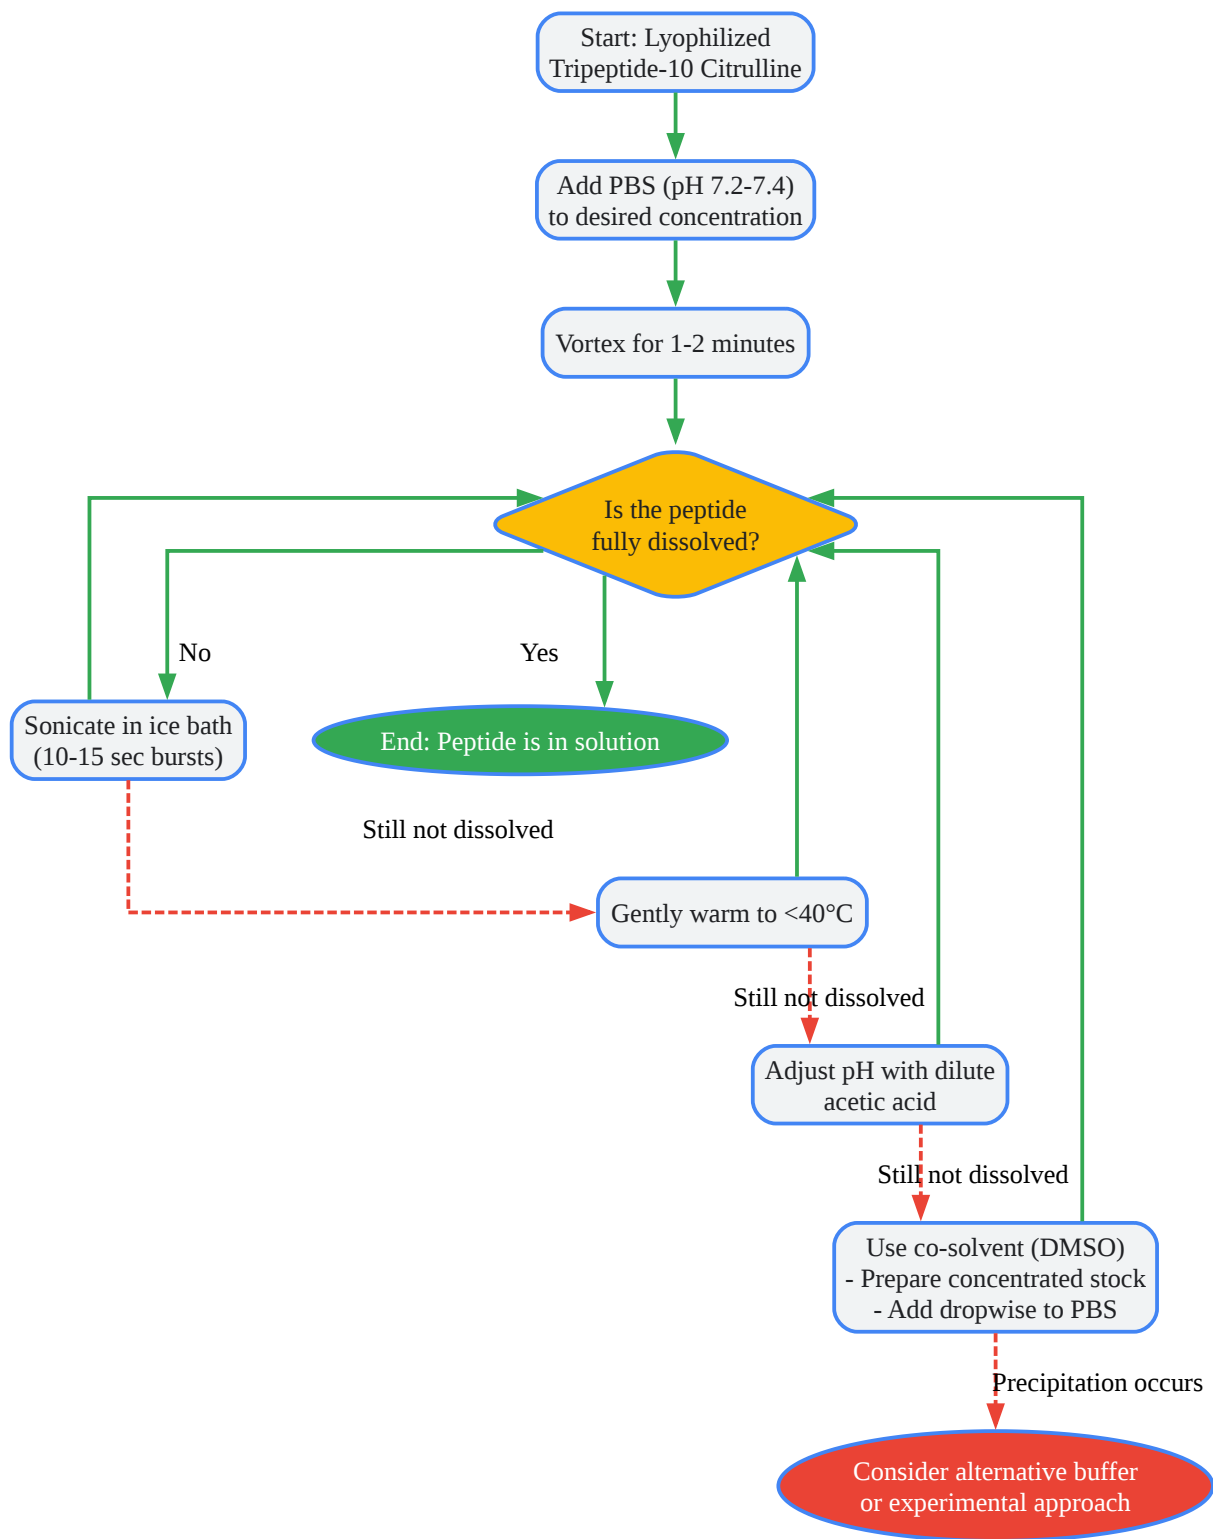 Start: Lyophilized
Tripeptide-10 Citrulline
Add PBS (pH 7.2-7.4)
to desired concentration
Vortex for 1-2 minutes
Is the peptide
fully dissolved?
No
Yes
Sonicate in ice bath
(10-15 sec bursts)
End: Peptide is in solution
Still not dissolved
Gently warm to <40°C
Still not dissolved
Adjust pH with dilute
acetic acid
Still not dissolved
Use co-solvent (DMSO)
- Prepare concentrated stock
- Add dropwise to PBS
Precipitation occurs
Consider alternative buffer
or experimental approach